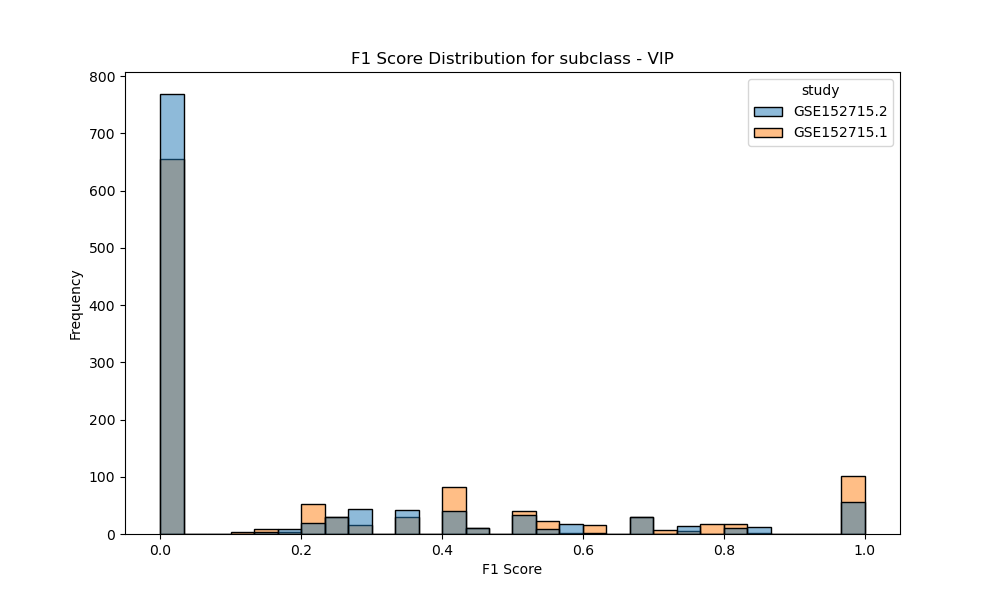 F1 Score Distribution for subclass - VIP
study
GSE152715.2
GSE152715.1
800
700
600
500
400
300
200
100
0
Frequency
0.0 0.2 0.4 0.6 0.8 1.0
F1 Score